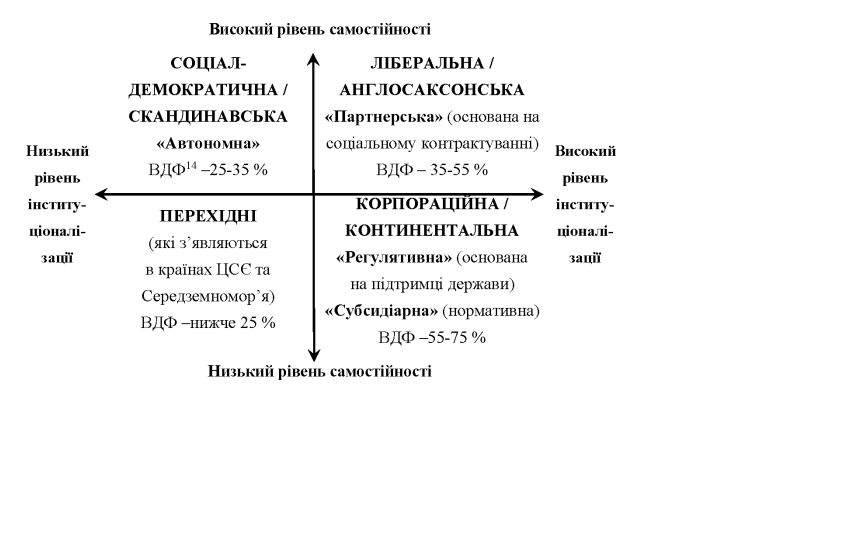 Високий рівень самостійності
СОЦІАЛ-
ДЕМОКРАТИЧНА /
СКАНДИНАВСЬКА
«Автономна»
ВДФ14 –25-35 %
ЛІБЕРАЛЬНА /
АНГЛОСАКСОНСЬКА
«Партнерська» (основана на
соціальному контрактуванні)
ВДФ – 35-55 %
Низький
рівень
інститу-
ціоналі-
зації
Високий
рівень
інститу-
ціоналі-
зації
ПЕРЕХІДНІ
(які з’являються
в країнах ЦСЄ та
Середземномор’я)
ВДФ –нижче 25 %
КОРПОРАЦІЙНА /
КОНТИНЕНТАЛЬНА
«Регулятивна» (основана
на підтримці держави)
«Субсидіарна» (нормативна)
ВДФ –55-75 %
Низький рівень самостійності